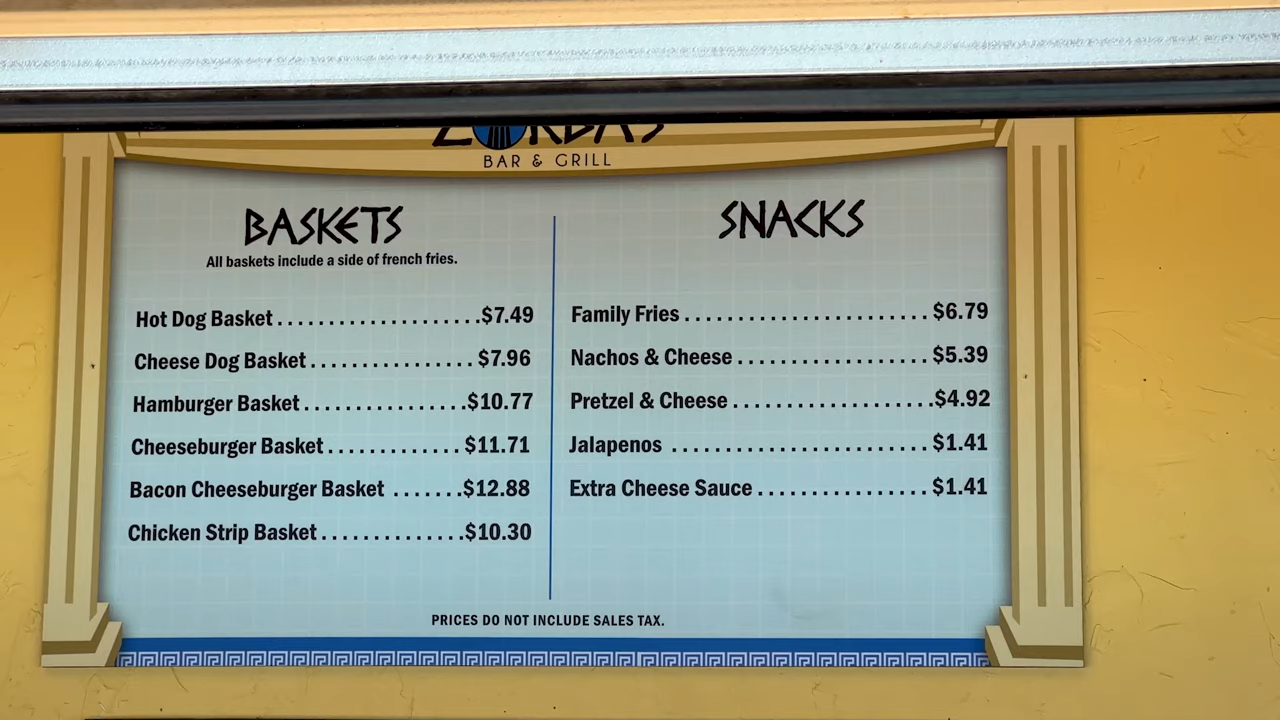 ZORBA'S
BAR & GRILL
BASKETS
All baskets include a side of french fries.
Hot Dog Basket....................$7.49
Cheese Dog Basket................$7.96
Hamburger Basket................$10.77
Cheeseburger Basket.............$11.71
Bacon Cheeseburger Basket .......$12.88
Chicken Strip Basket..............$10.30
SNACKS
Family Fries.......................$6.79
Nachos & Cheese..................$5.39
Pretzel & Cheese...................$4.92
Jalapenos ........................$1.41
Extra Cheese Sauce................$1.41
PRICES DO NOT INCLUDE SALES TAX.